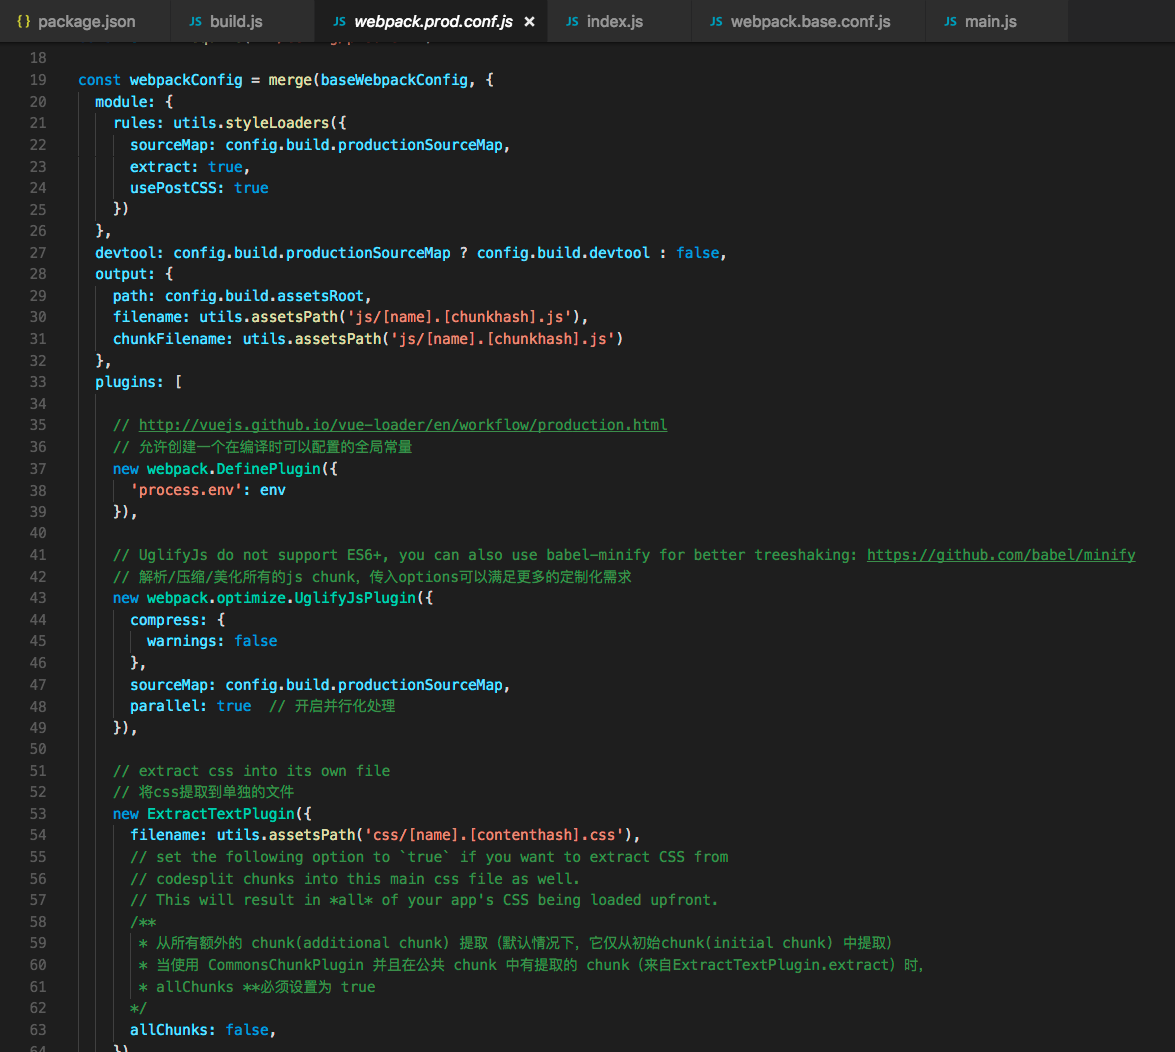 {} package.json JS build.js JS webpack.prod.conf.js × JS index.js JS webpack.base.conf.js JS main.js
18
19 const webpackConfig = merge(baseWebpackConfig, {
20 module: {
21 rules: utils.styleLoaders({
22 sourceMap: config.build.productionSourceMap,
23 extract: true,
24 usePostCSS: true
25 })
26 },
27 devtool: config.build.productionSourceMap ? config.build.devtool : false,
28 output: {
29 path: config.build.assetsRoot,
30 filename: utils.assetsPath('js/[name].[chunkhash].js'),
31 chunkFilename: utils.assetsPath('js/[name].[chunkhash].js')
32 },
33 plugins: [
34
35 // http://vuejs.github.io/vue-loader/en/workflow/production.html
36 // 允许创建一个在编译时可以配置的全局常量
37 new webpack.DefinePlugin({
38 'process.env': env
39 }),
40
41 // UglifyJs do not support ES6+, you can also use babel-minify for better treeshaking: https://github.com/babel/minify
42 // 解析/压缩/美化所有的js chunk，传入options可以满足更多的定制化需求
43 new webpack.optimize.UglifyJsPlugin({
44 compress: {
45 warnings: false
46 },
47 sourceMap: config.build.productionSourceMap,
48 parallel: true // 开启并行化处理
49 }),
50
51 // extract css into its own file
52 // 将css提取到单独的文件
53 new ExtractTextPlugin({
54 filename: utils.assetsPath('css/[name].[contenthash].css'),
55 // set the following option to `true` if you want to extract CSS from
56 // codesplit chunks into this main css file as well.
57 // This will result in *all* of your app's CSS being loaded upfront.
58 /**
59 * 从所有额外的 chunk(additional chunk) 提取（默认情况下，它仅从初始chunk(initial chunk) 中提取）
60 * 当使用 CommonsChunkPlugin 并且在公共 chunk 中有提取的 chunk（来自ExtractTextPlugin.extract）时，
61 * allChunks **必须设置为 true
62 */
63 allChunks: false,
64 })